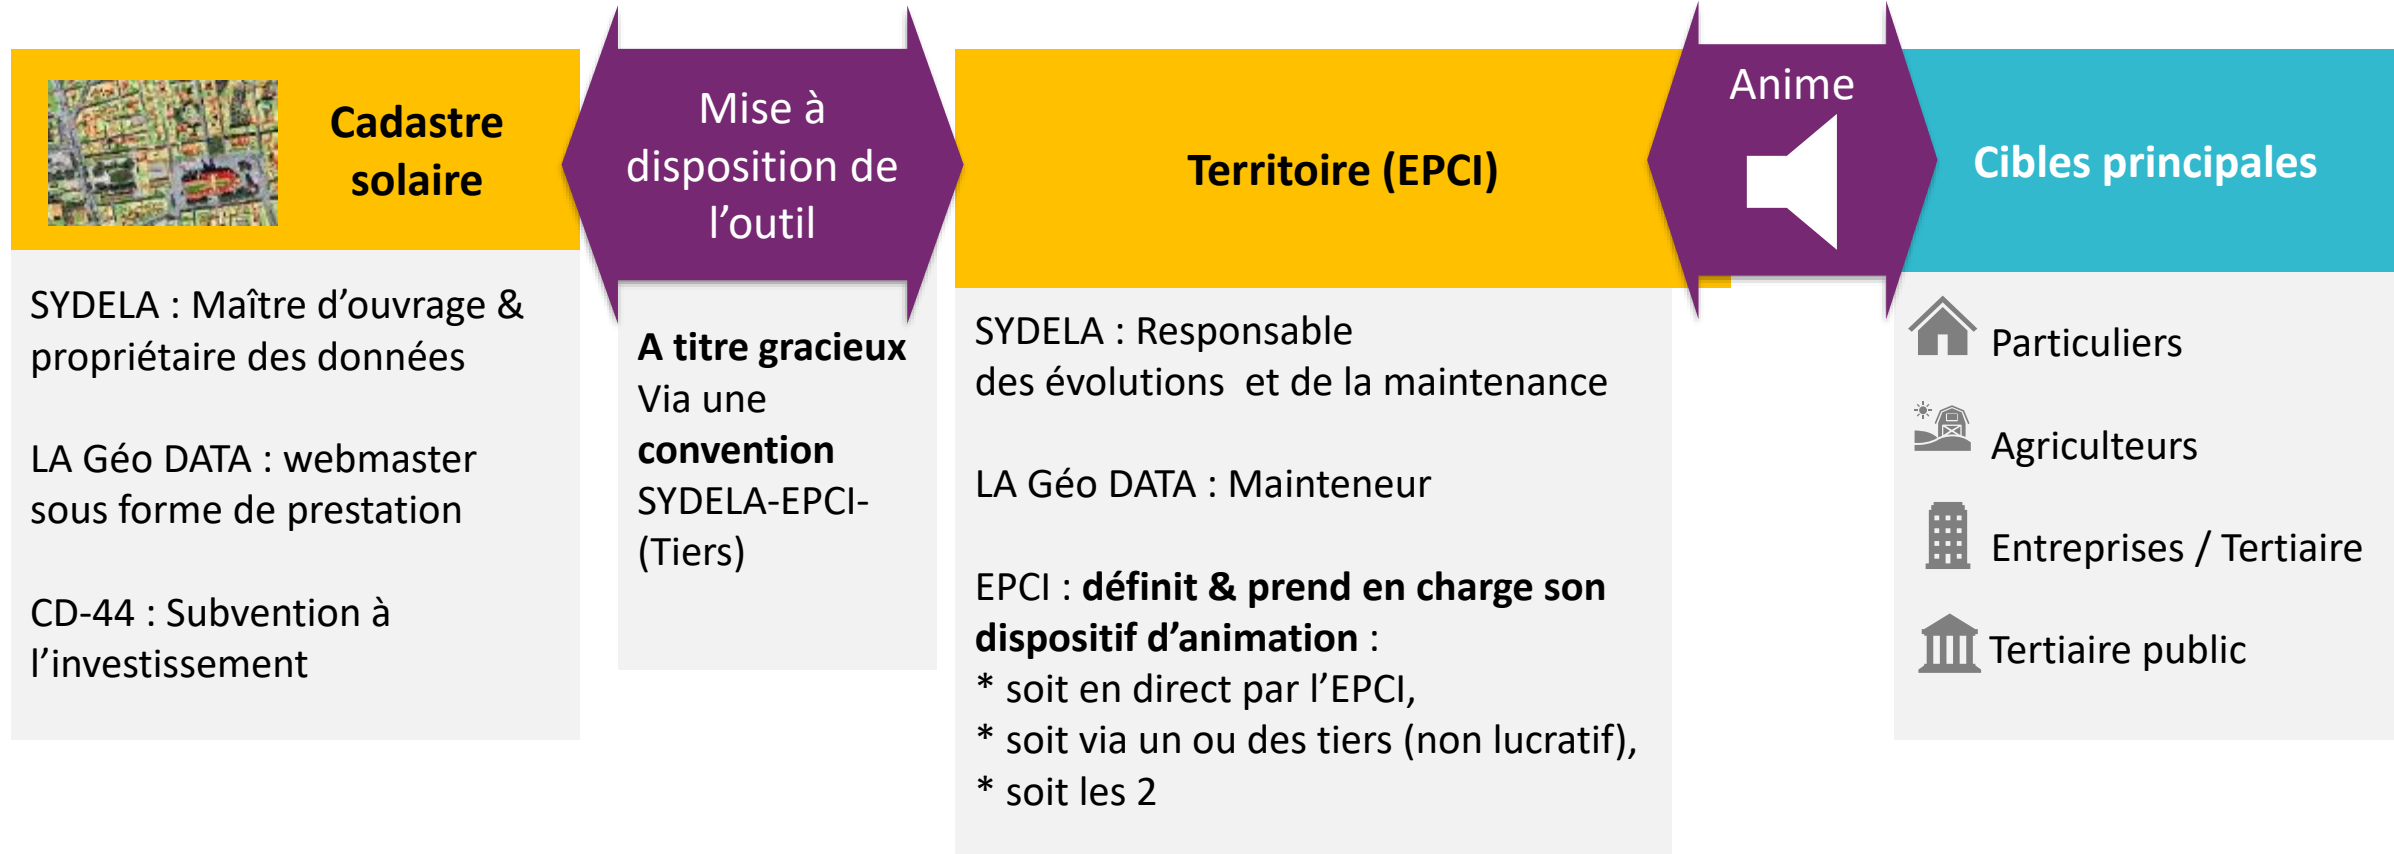 Cadastre
solaire
SYDELA : Maître d’ouvrage &
propriétaire des données
LA Géo DATA : webmaster
sous forme de prestation
CD-44 : Subvention à
l’investissement
Mise à
disposition de
l’outil
A titre gracieux
Via une
convention
SYDELA-EPCI-
(Tiers)
Territoire (EPCI)
SYDELA : Responsable
des évolutions  et de la maintenance
LA Géo DATA : Mainteneur
EPCI : définit & prend en charge son
dispositif d’animation :
* soit en direct par l’EPCI,
* soit via un ou des tiers (non lucratif),
* soit les 2
Anime
Cibles principales
Particuliers
Agriculteurs
Entreprises / Tertiaire
Tertiaire public